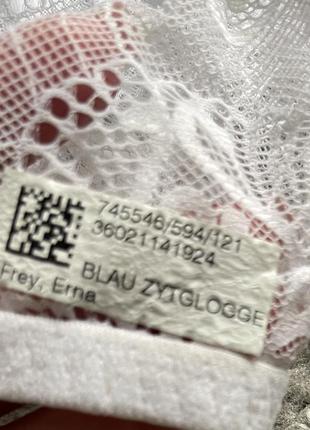 745546/594/121
36021141924
BLAU ZYTGLOGGE
Frey, Erna